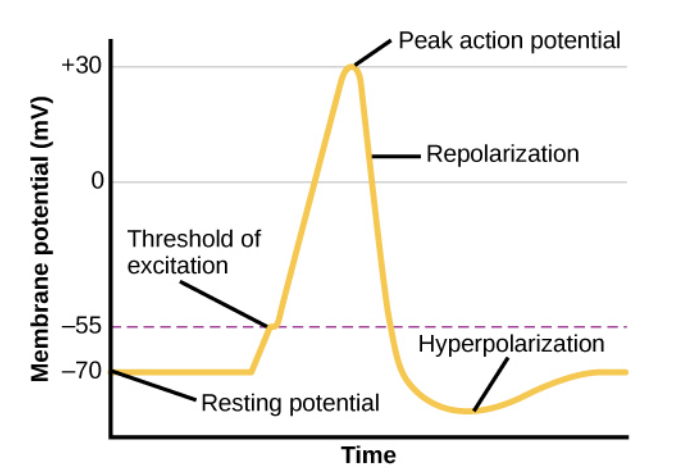 Peak action potential
+30
Repolarization
0
Threshold of
excitation
–55
Hyperpolarization
–70
Resting potential
Membrane potential (mV)
Time